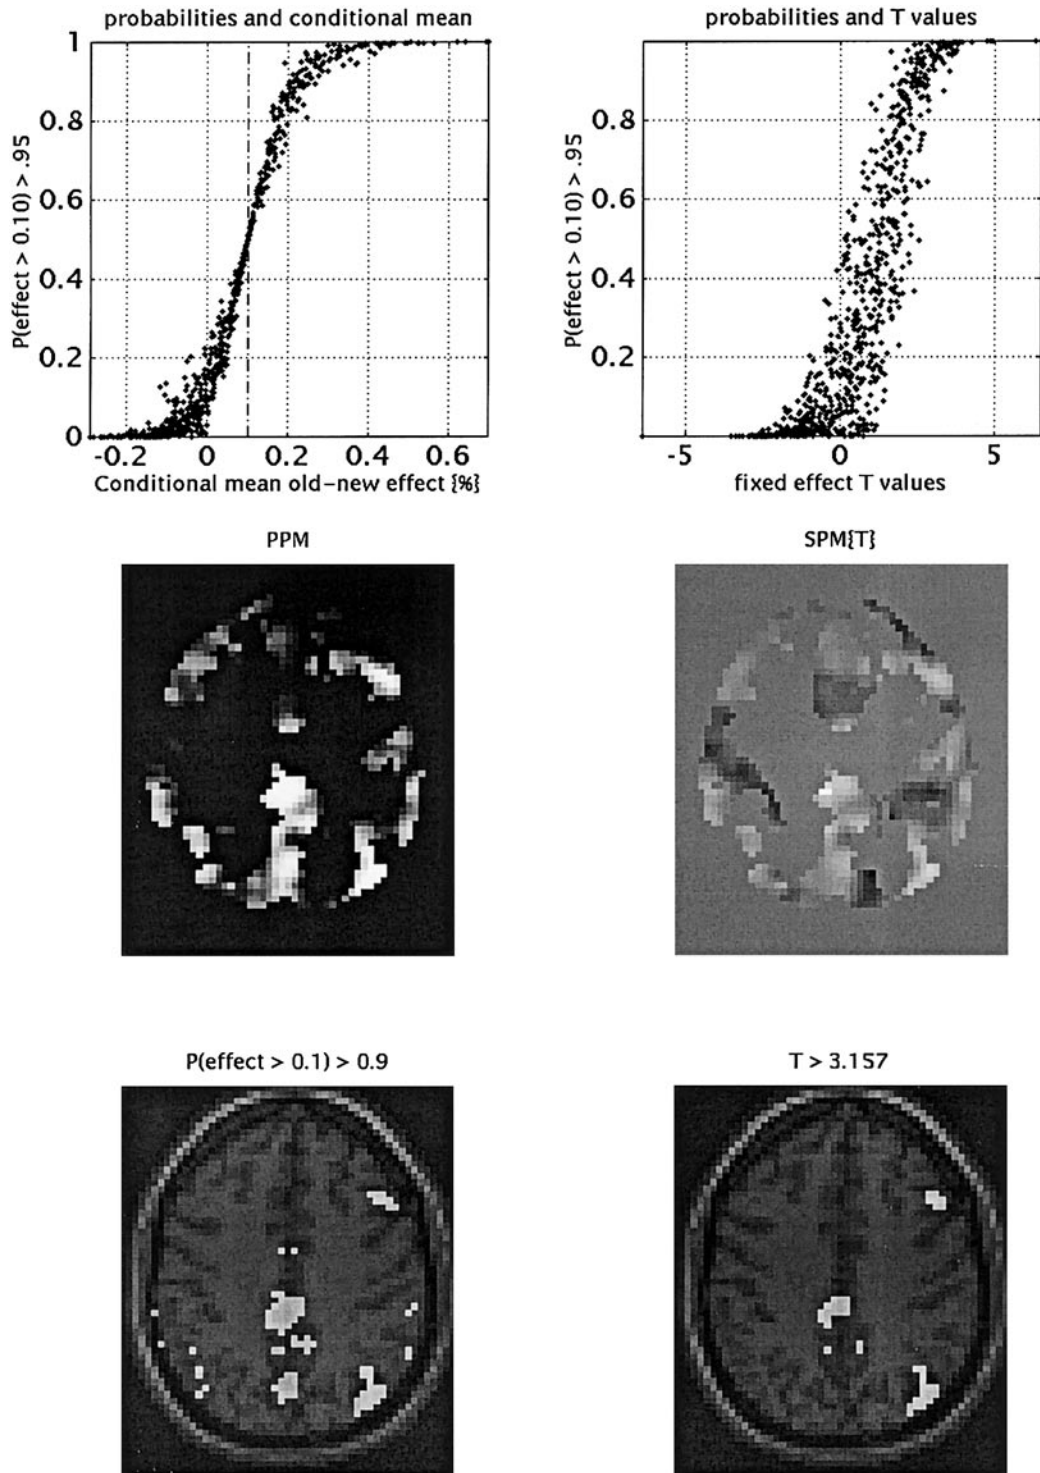 probabilities and conditional mean
1
0.8
0.6
0.4
0.2
0
P(effect > 0.10) > .95
-0.2 0 0.2 0.4 0.6
Conditional mean old-new effect {%}
probabilities and T values
0.8
0.6
0.4
0.2
P(effect > 0.10) > .95
-5 0 5
fixed effect T values
PPM
SPM{T}
P(effect > 0.1) > 0.9
T > 3.157